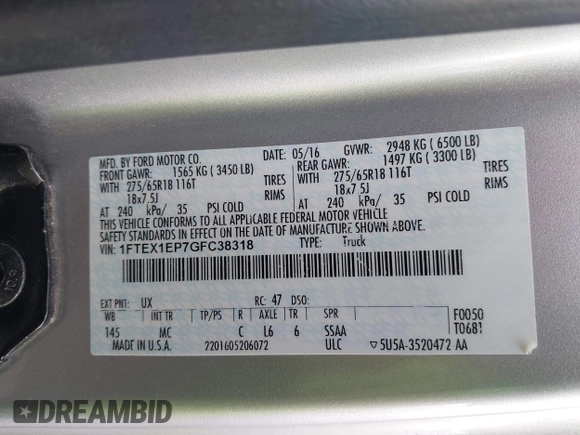 MFD. BY FORD MOTOR CO.
DATE: 05/16 GVWR: 2948 KG ( 6500 LB)
FRONT GAWR: 1565 KG ( 3450 LB) REAR GAWR: 1497 KG ( 3300 LB)
WITH 275/65R18 116T TIRES WITH 275/65R18 116T TIRES
18x7.5J RIMS 18x7.5J RIMS
AT 240 kPa/ 35 PSI COLD AT 240 kPa/ 35 PSI COLD
THIS VEHICLE CONFORMS TO ALL APPLICABLE FEDERAL MOTOR VEHICLE
SAFETY STANDARDS IN EFFECT ON THE DATE OF MANUFACTURE SHOWN ABOVE.
VIN: 1FTEX1EP7GFC38318 TYPE: Truck
EXT PNT: UX RC: 47 DSO: F0050
WB INT TR TP/PS R AXLE TR SPR T0681
145 MC C L6 6 SSAA
MADE IN U.S.A. 2201605206072 ULC 5U5A-3520472 AA
DREAMBID